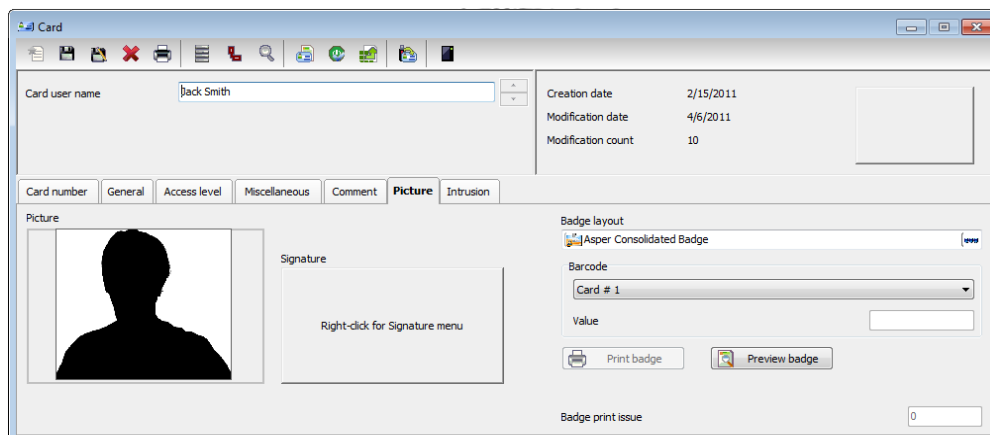 Card
Card user name
Jack Smith
Creation date 2/15/2011
Modification date 4/6/2011
Modification count 10
Card number General Access level Miscellaneous Comment Picture Intrusion
Picture
Signature
Right-click for Signature menu
Badge layout
Asper Consolidated Badge
Barcode
Card # 1
Value
Print badge Preview badge
Badge print issue 0